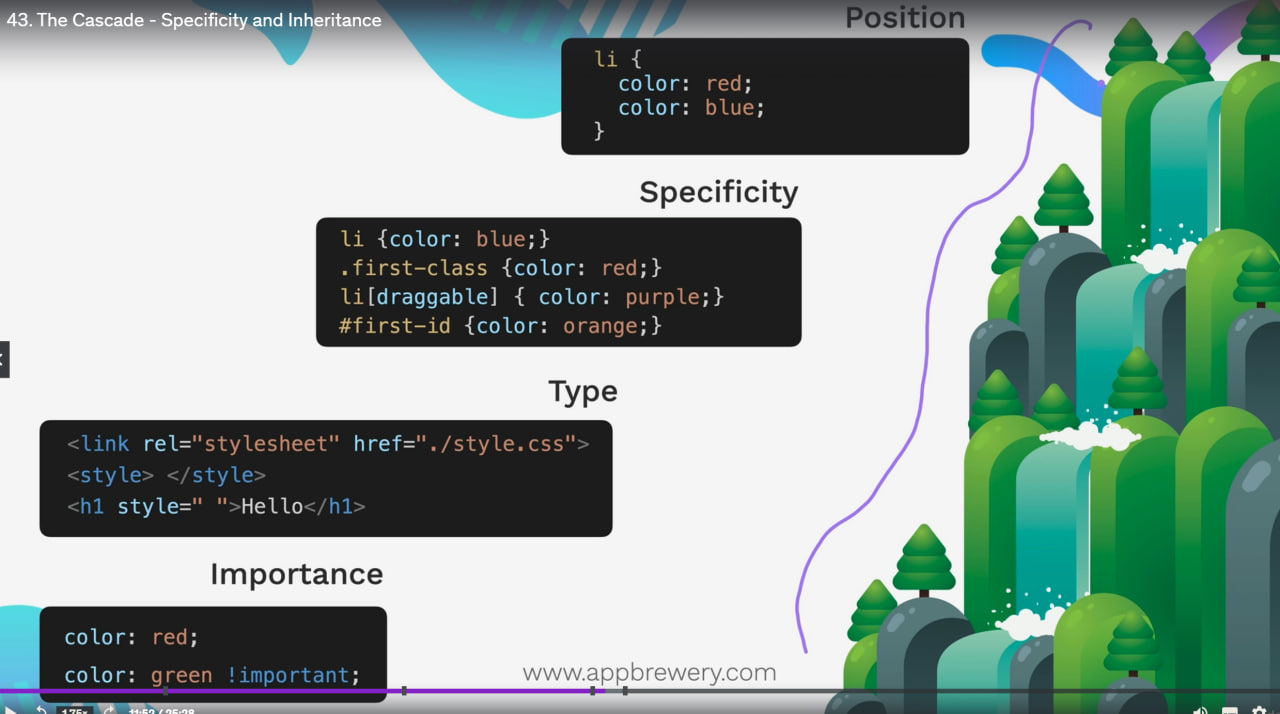 43. The Cascade - Specificity and Inheritance
Position
li {
color: red;
color: blue;
}
Specificity
li {color: blue;}
.first-class {color: red;}
li[draggable] { color: purple;}
#first-id {color: orange;}
Type
<link rel="stylesheet" href="./style.css">
<style> </style>
<h1 style=" ">Hello</h1>
Importance
color: red;
color: green !important;
www.appbrewery.com
1.75x
11:52 / 25:28